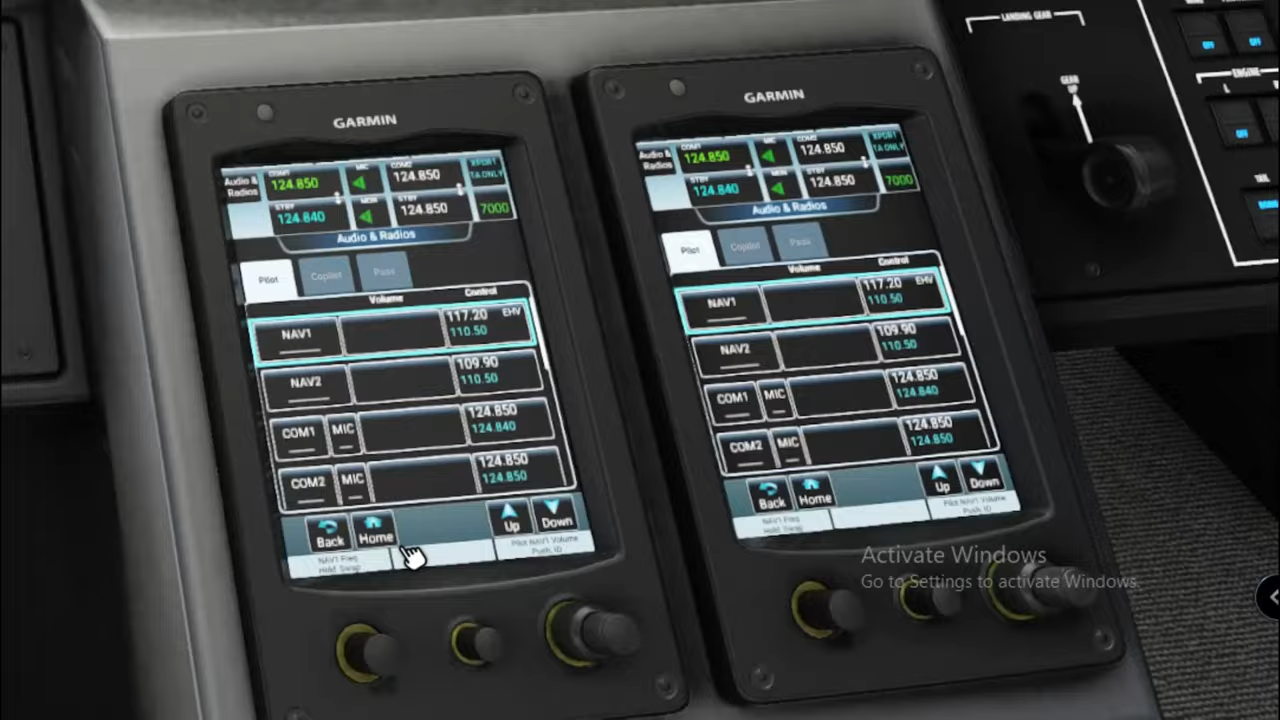 GARMIN
Audio & Radios
COM1
124.850
MIC
COM2
124.850
XPDR1
TA ONLY
STBY
124.840
MON
STBY
124.850
7000
Audio & Radios
Pilot
Copilot
Pass
Volume
Control
NAV1
117.20 EHV
110.50
NAV2
109.90
110.50
COM1
MIC
124.850
124.840
COM2
MIC
124.850
124.850
Back
Home
Up
Down
NAV1 Freq
Hold: Swap
Pilot NAV1 Volume
Push: ID
GARMIN
Audio & Radios
COM1
124.850
MIC
COM2
124.850
XPDR1
TA ONLY
STBY
124.840
MON
STBY
124.850
7000
Audio & Radios
Pilot
Copilot
Pass
Volume
Control
NAV1
117.20 EHV
110.50
NAV2
109.90
110.50
COM1
MIC
124.850
124.840
COM2
MIC
124.850
124.850
Back
Home
Up
Down
NAV1 Freq
Hold: Swap
Pilot NAV1 Volume
Push: ID
LANDING GEAR
GEAR
UP
OFF
OFF
ENGINE
L
OFF
Activate Windows
Go to Settings to activate Windows.